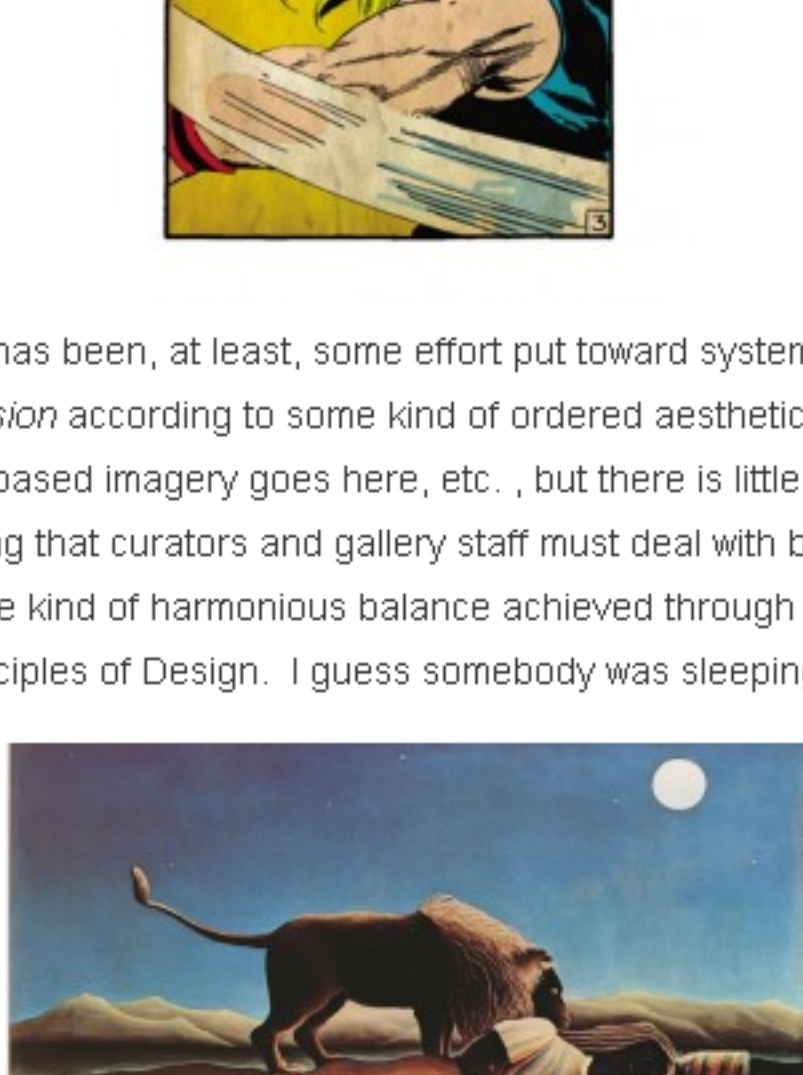 3
has been, at least, some effort put toward system
sion according to some kind of ordered aesthetic
based imagery goes here, etc. , but there is little
ng that curators and gallery staff must deal with b
e kind of harmonious balance achieved through
ciples of Design.  I guess somebody was sleeping